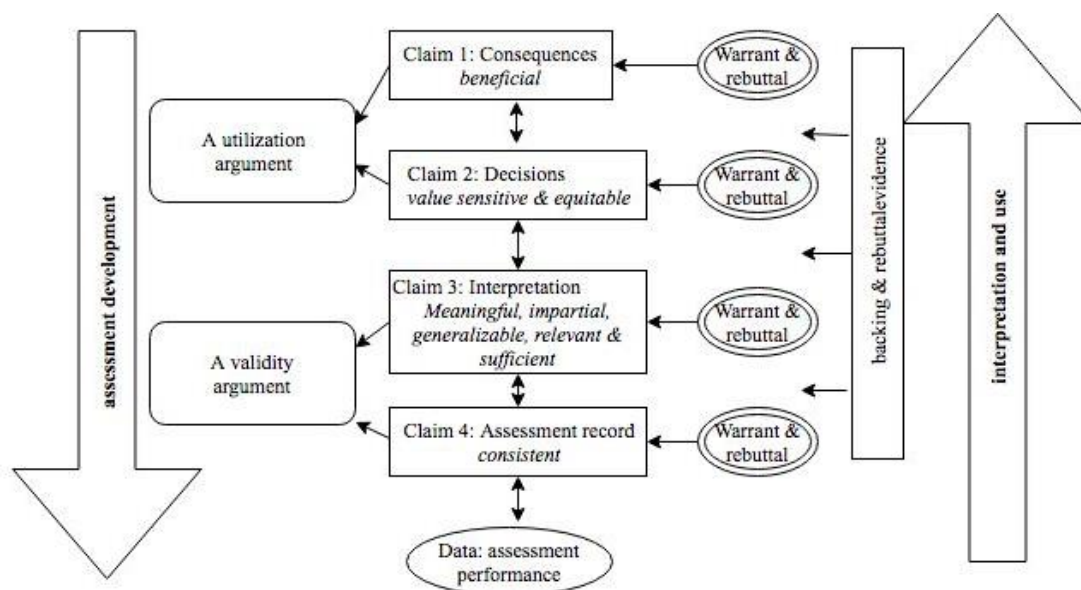 Claim 1: Consequences
beneficial
Warrant &
rebuttal
A utilization
argument
Claim 2: Decisions
value sensitive & equitable
Warrant &
rebuttal
assessment development
Claim 3: Interpretation
Meaningful, impartial,
generalizable, relevant &
sufficient
Warrant &
rebuttal
backing & rebuttalevidence
interpretation and use
A validity
argument
Claim 4: Assessment record
consistent
Warrant &
rebuttal
Data: assessment
performance